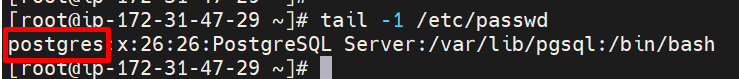 [root@ip-172-31-47-29 ~]# tail -1 /etc/passwd
postgres:x:26:26:PostgreSQL Server:/var/lib/pgsql:/bin/bash
[root@ip-172-31-47-29 ~]#